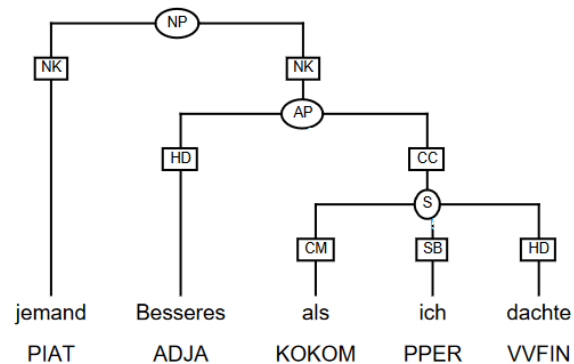 NP
NK NK
AP
HD CC
S
CM SB HD
jemand Besseres als ich dachte
PIAT ADJA KOKOM PPER VVFIN